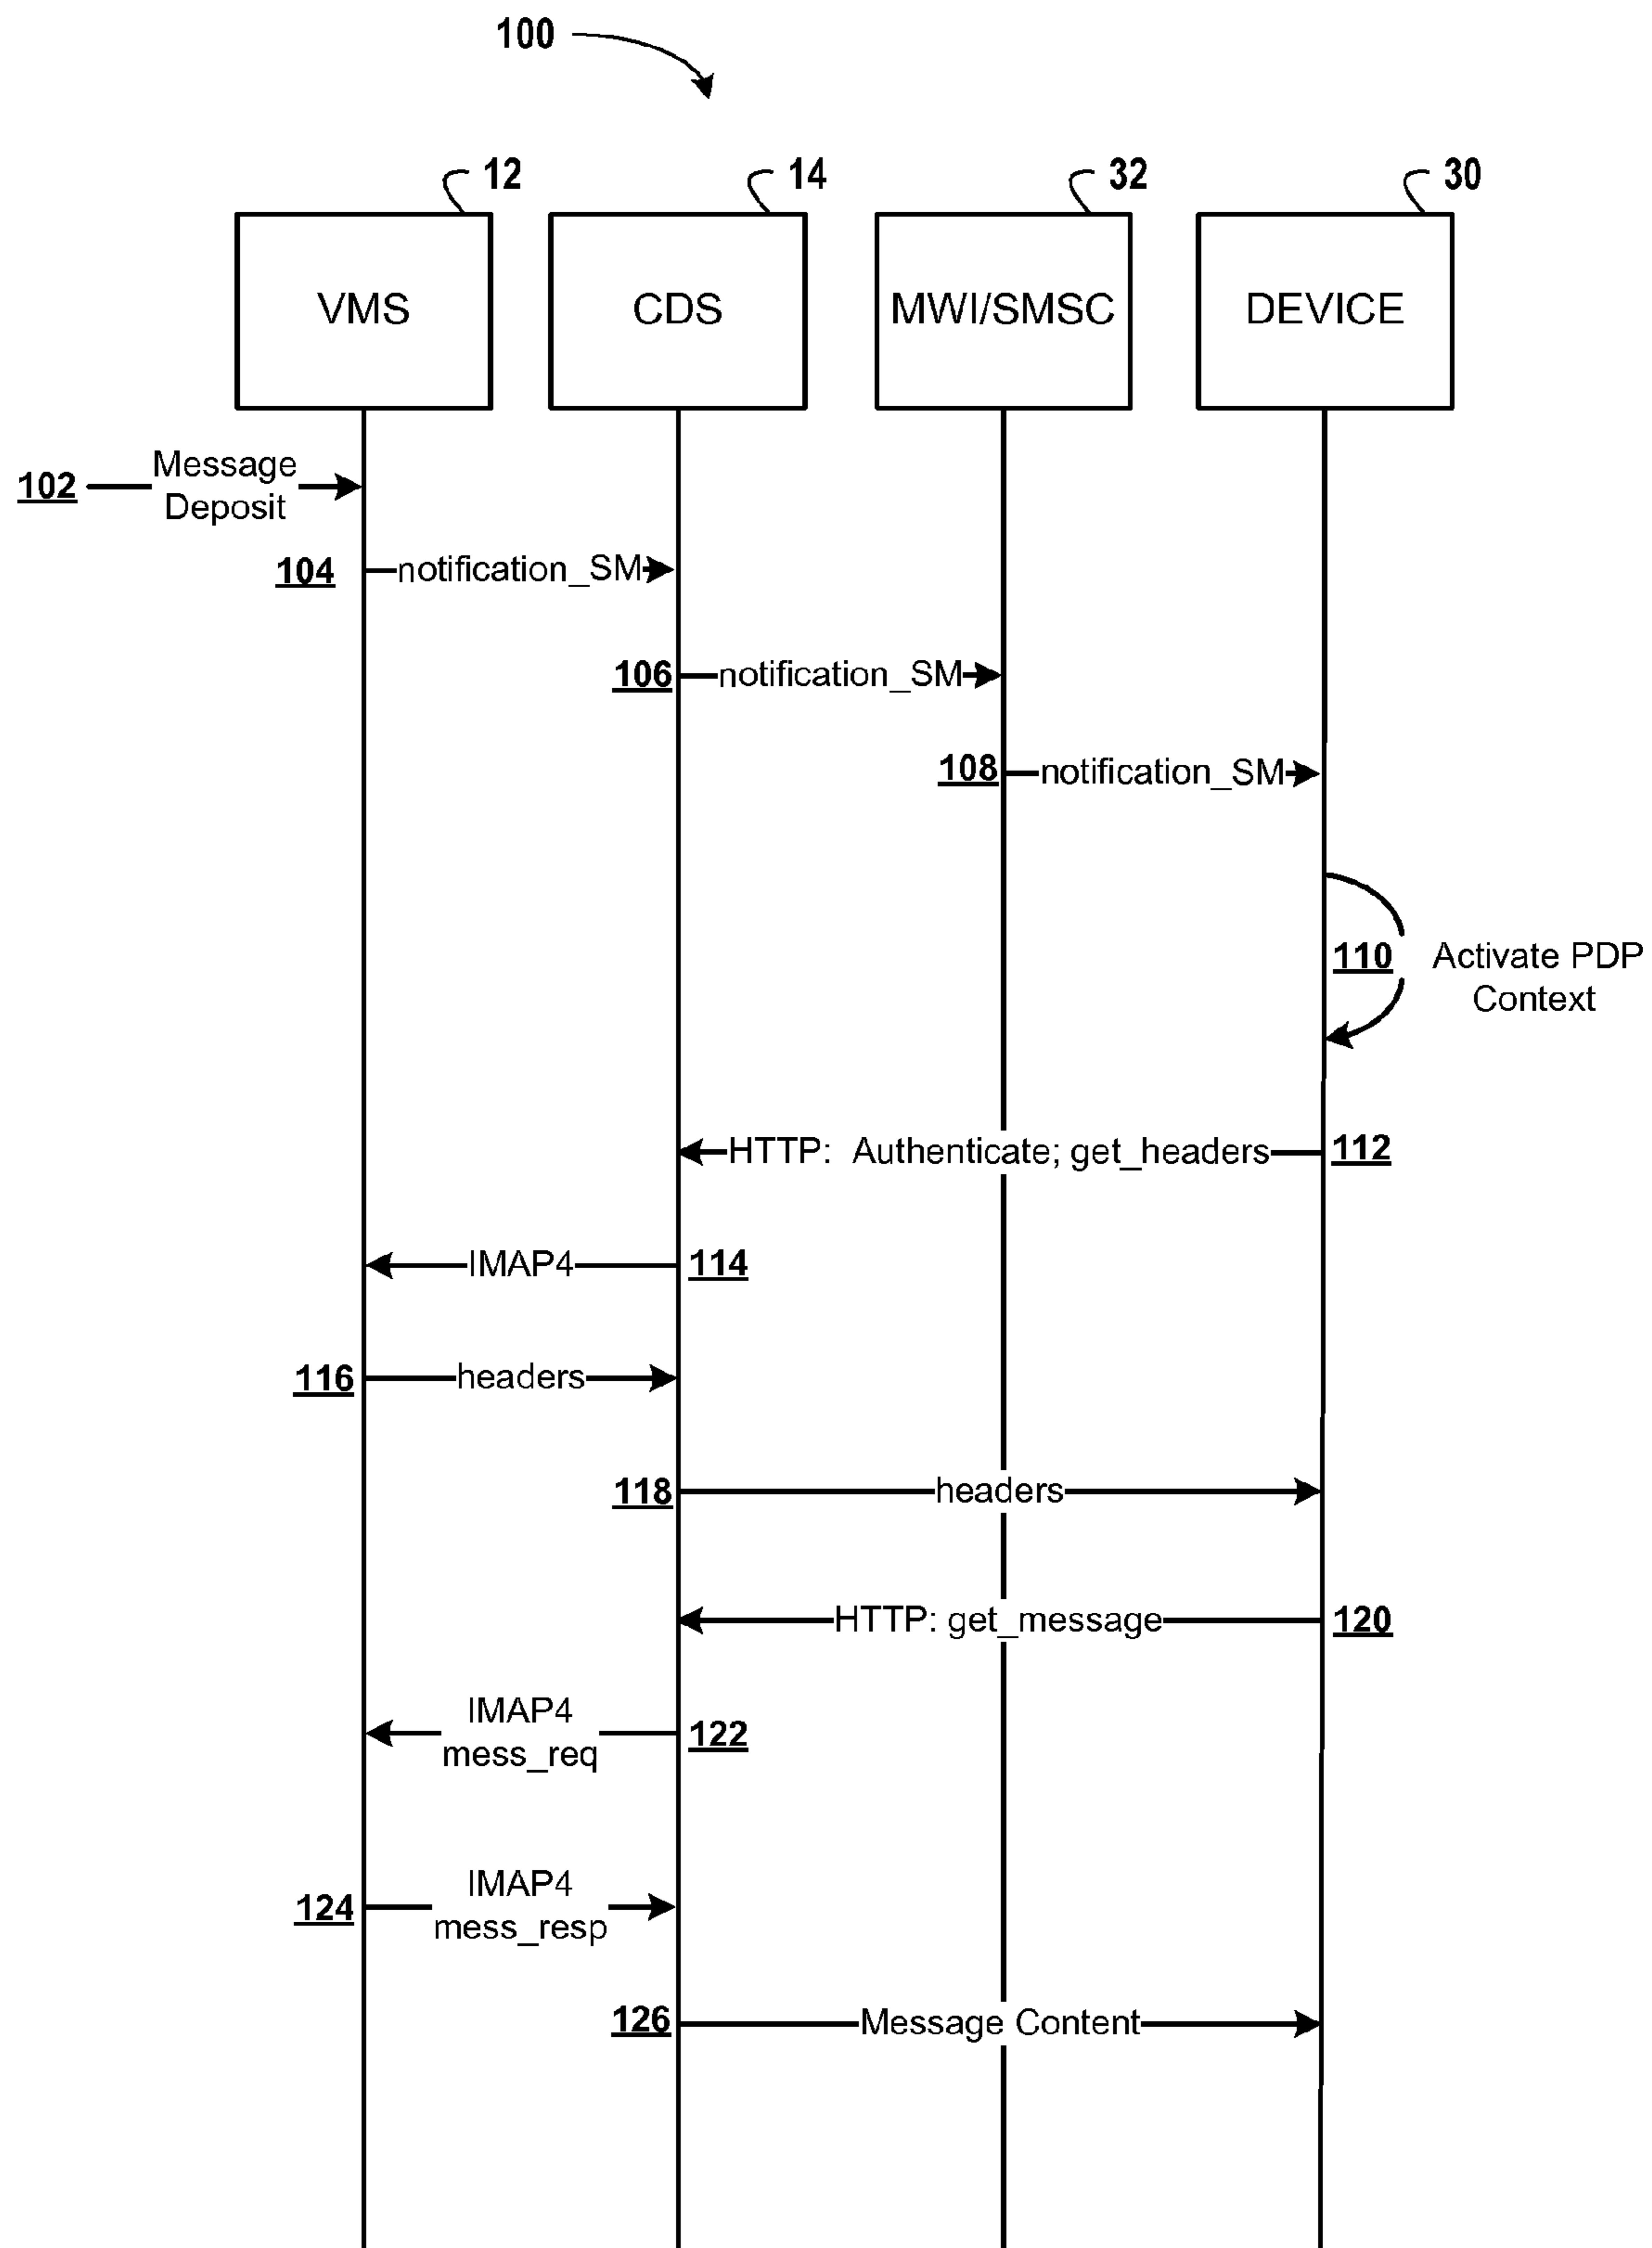 100
12
14
32
30
VMS
CDS
MWI/SMSC
DEVICE
102
Message
Deposit
104
notification_SM
106
notification_SM
108
notification_SM
110
Activate PDP
Context
HTTP: Authenticate; get_headers
112
IMAP4
114
116
headers
118
headers
HTTP: get_message
120
IMAP4
mess_req
122
124
IMAP4
mess_resp
126
Message Content